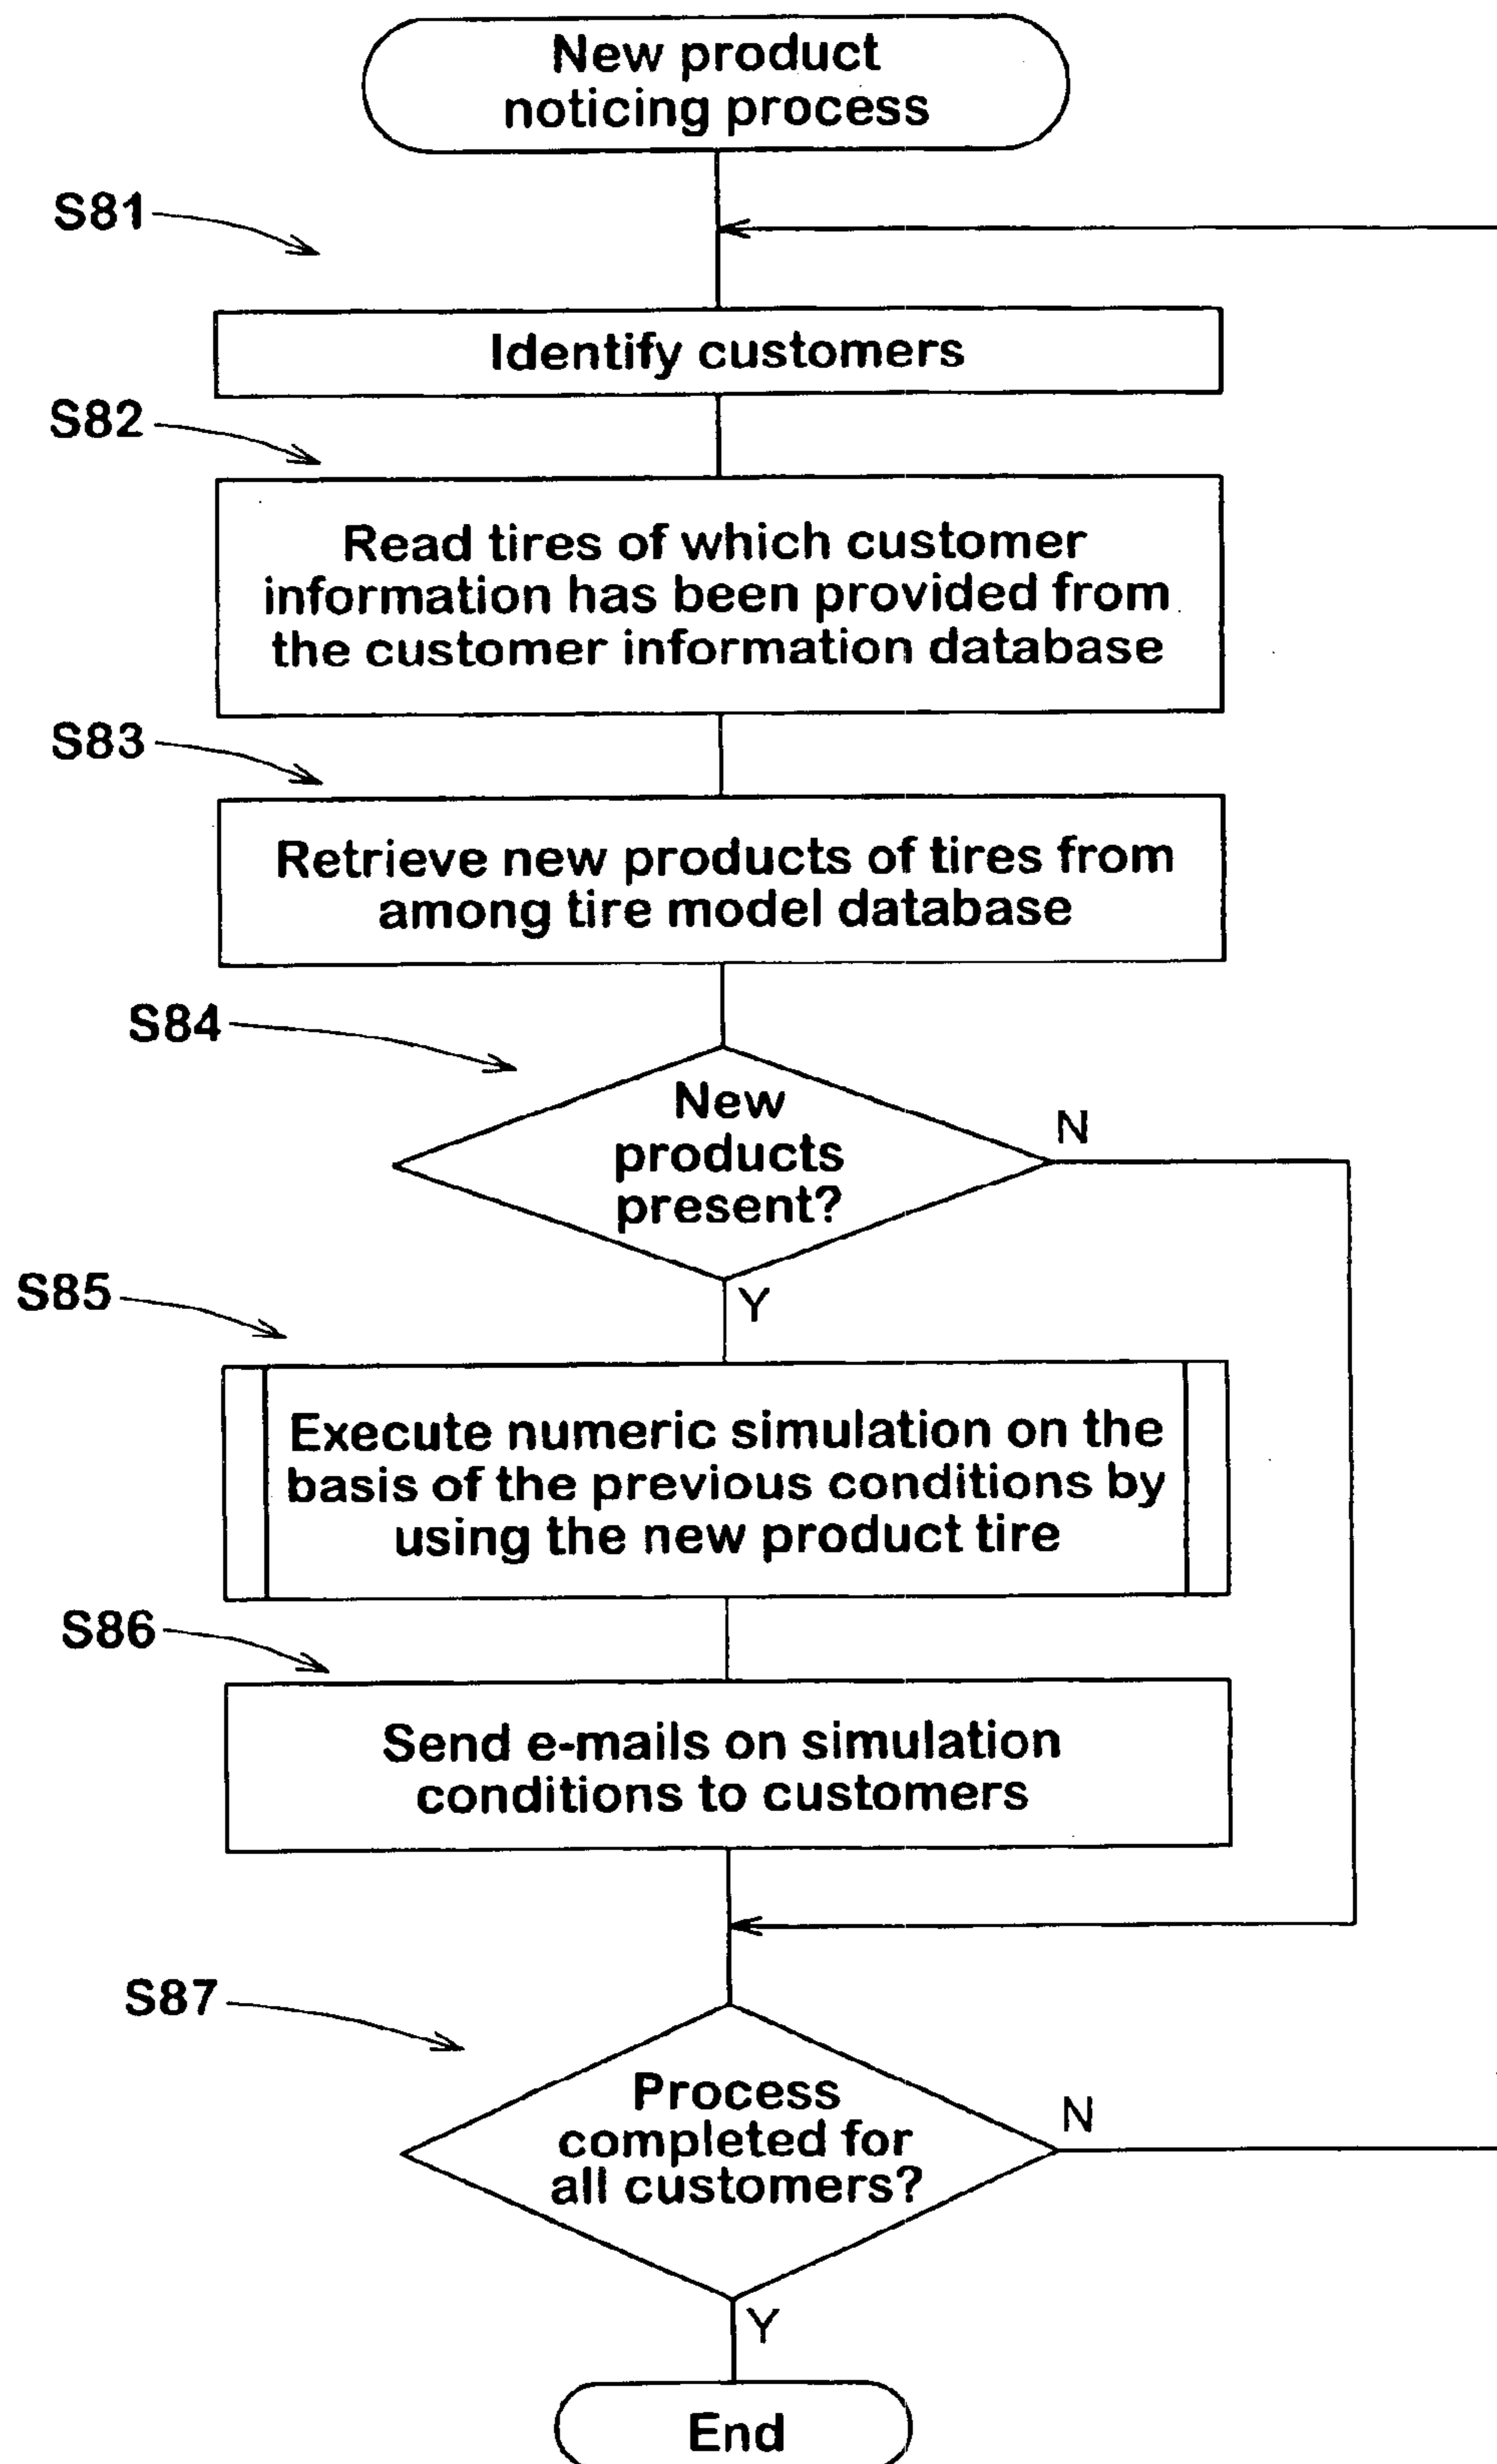 New product
noticing process
S81
Identify customers
S82
Read tires of which customer
information has been provided from
the customer information database
S83
Retrieve new products of tires from
among tire model database
S84
New
products
present?
N
Y
S85
Execute numeric simulation on the
basis of the previous conditions by
using the new product tire
S86
Send e-mails on simulation
conditions to customers
S87
Process
completed for
all customers?
N
Y
End